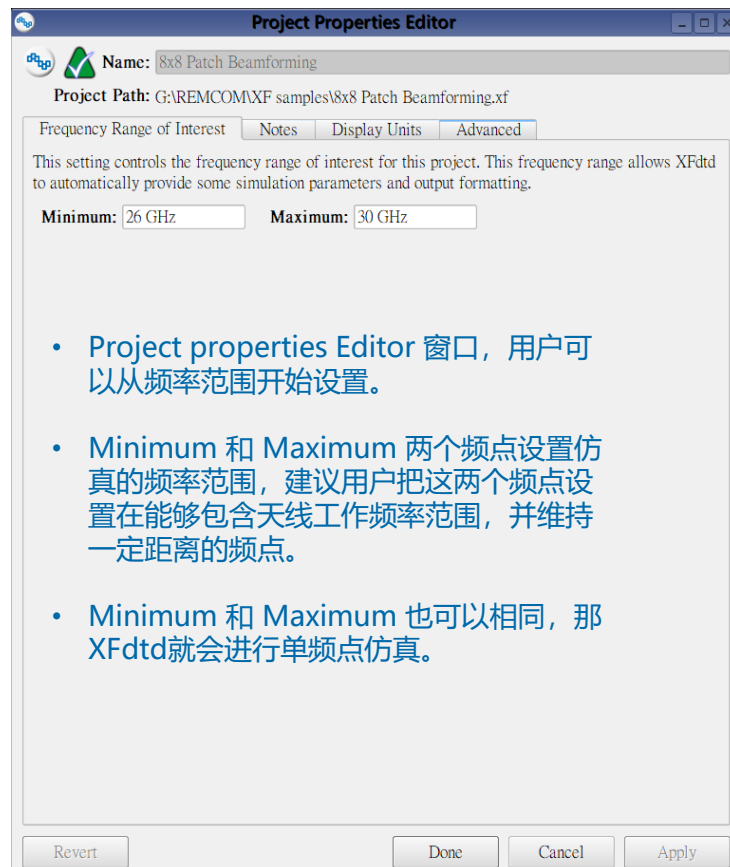 Project Properties Editor
Name: 8x8 Patch Beamforming
Project Path: G:\REMCOM\XF samples\8x8 Patch Beamforming.xf
Frequency Range of Interest Notes Display Units Advanced
This setting controls the frequency range of interest for this project. This frequency range allows XFdtd
to automatically provide some simulation parameters and output formatting.
Minimum: 26 GHz Maximum: 30 GHz
• Project properties Editor 窗口，用户可
以从频率范围开始设置。
• Minimum 和 Maximum 两个频点设置仿
真的频率范围，建议用户把这两个频点设
置在能够包含天线工作频率范围，并维持
一定距离的频点。
• Minimum 和 Maximum 也可以相同，那
XFdtd就会进行单频点仿真。
Revert Done Cancel Apply